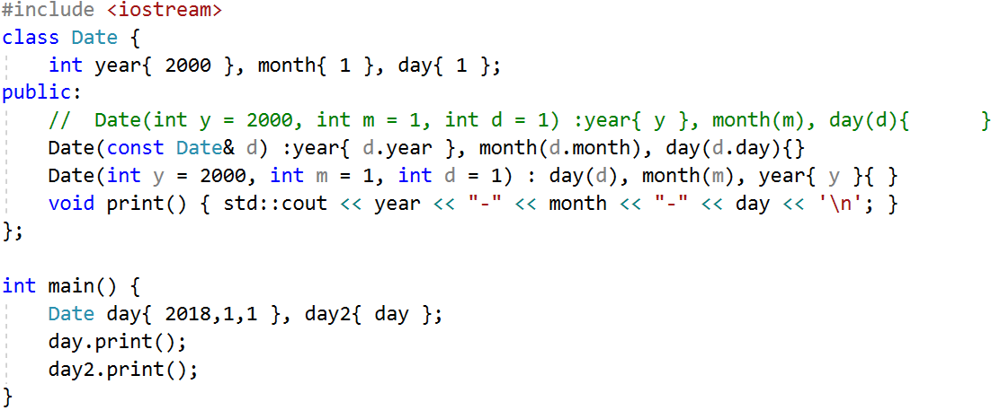 #include <iostream>
class Date {
    int year{ 2000 }, month{ 1 }, day{ 1 };
public:
    //  Date(int y = 2000, int m = 1, int d = 1) :year{ y }, month(m), day(d){      }
    Date(const Date& d) :year{ d.year }, month(d.month), day(d.day){}
    Date(int y = 2000, int m = 1, int d = 1) : day(d), month(m), year{ y }{ }
    void print() { std::cout << year << "-" << month << "-" << day << '\n'; }
};

int main() {
    Date day{ 2018,1,1 }, day2{ day };
    day.print();
    day2.print();
}